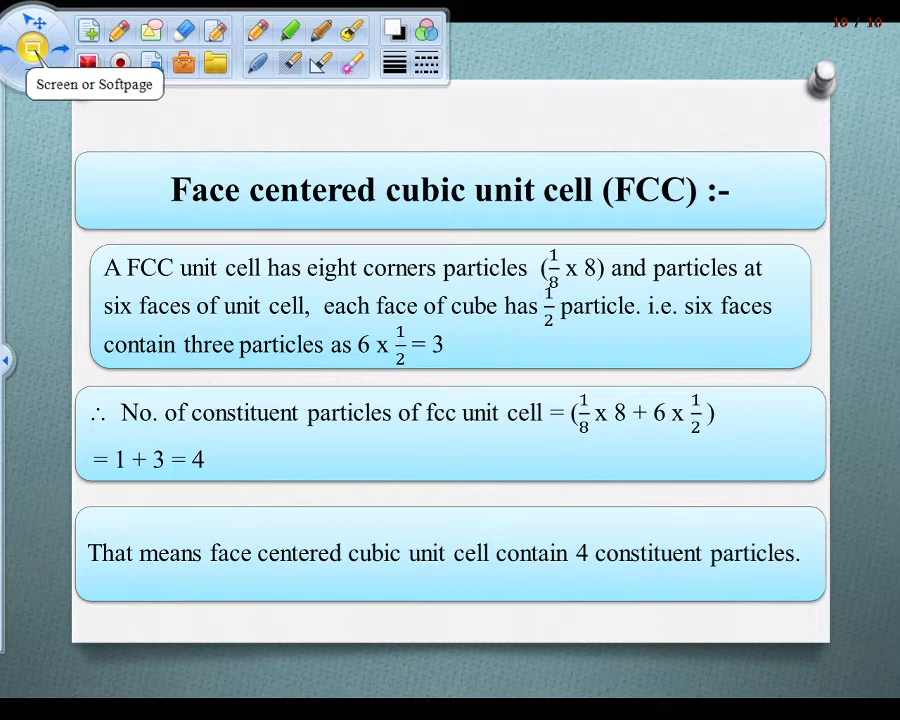 10 / 10
Screen or Softpage
Face centered cubic unit cell (FCC) :-
A FCC unit cell has eight corners particles (1/8 x 8) and particles at
six faces of unit cell, each face of cube has 1/2 particle. i.e. six faces
contain three particles as 6 x 1/2 = 3
∴ No. of constituent particles of fcc unit cell = (1/8 x 8 + 6 x 1/2 )
= 1 + 3 = 4
That means face centered cubic unit cell contain 4 constituent particles.